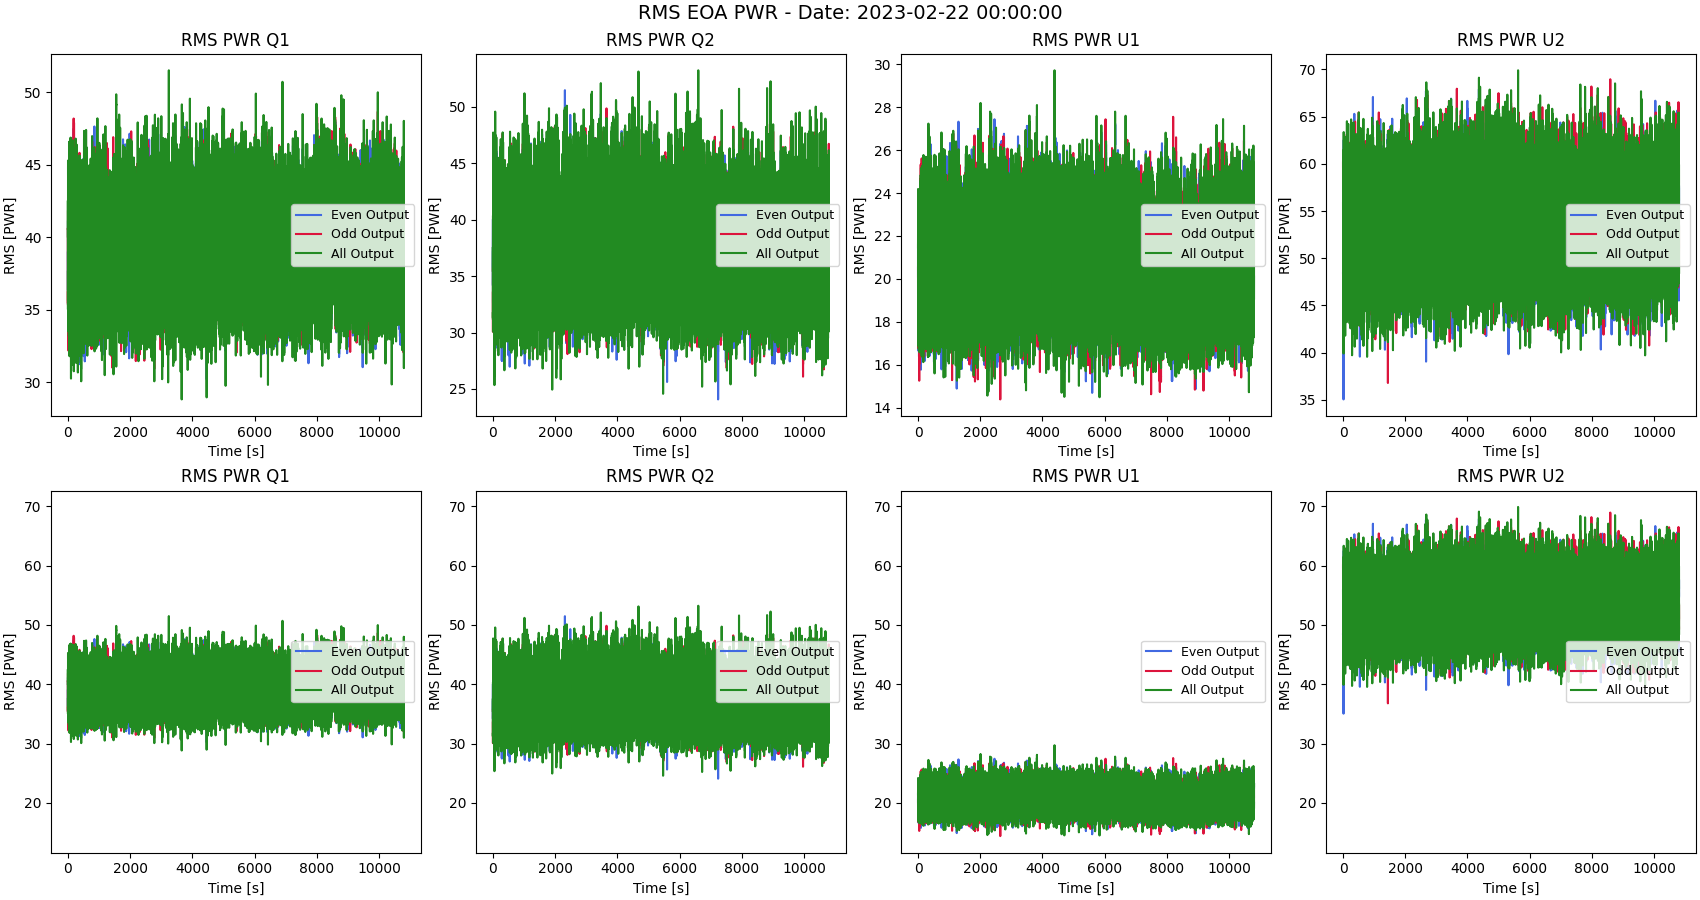 RMS EOA PWR - Date: 2023-02-22 00:00:00
RMS PWR Q1
RMS [PWR]
50
45
40
35
30
0 2000 4000 6000 8000 10000
Time [s]
Even Output
Odd Output
All Output
RMS PWR Q2
RMS [PWR]
50
45
40
35
30
25
0 2000 4000 6000 8000 10000
Time [s]
Even Output
Odd Output
All Output
RMS PWR U1
RMS [PWR]
30
28
26
24
22
20
18
16
14
0 2000 4000 6000 8000 10000
Time [s]
Even Output
Odd Output
All Output
RMS PWR U2
RMS [PWR]
70
65
60
55
50
45
40
35
0 2000 4000 6000 8000 10000
Time [s]
Even Output
Odd Output
All Output
RMS PWR Q1
RMS [PWR]
70
60
50
40
30
20
0 2000 4000 6000 8000 10000
Time [s]
Even Output
Odd Output
All Output
RMS PWR Q2
RMS [PWR]
70
60
50
40
30
20
0 2000 4000 6000 8000 10000
Time [s]
Even Output
Odd Output
All Output
RMS PWR U1
RMS [PWR]
70
60
50
40
30
20
0 2000 4000 6000 8000 10000
Time [s]
Even Output
Odd Output
All Output
RMS PWR U2
RMS [PWR]
70
60
50
40
30
20
0 2000 4000 6000 8000 10000
Time [s]
Even Output
Odd Output
All Output